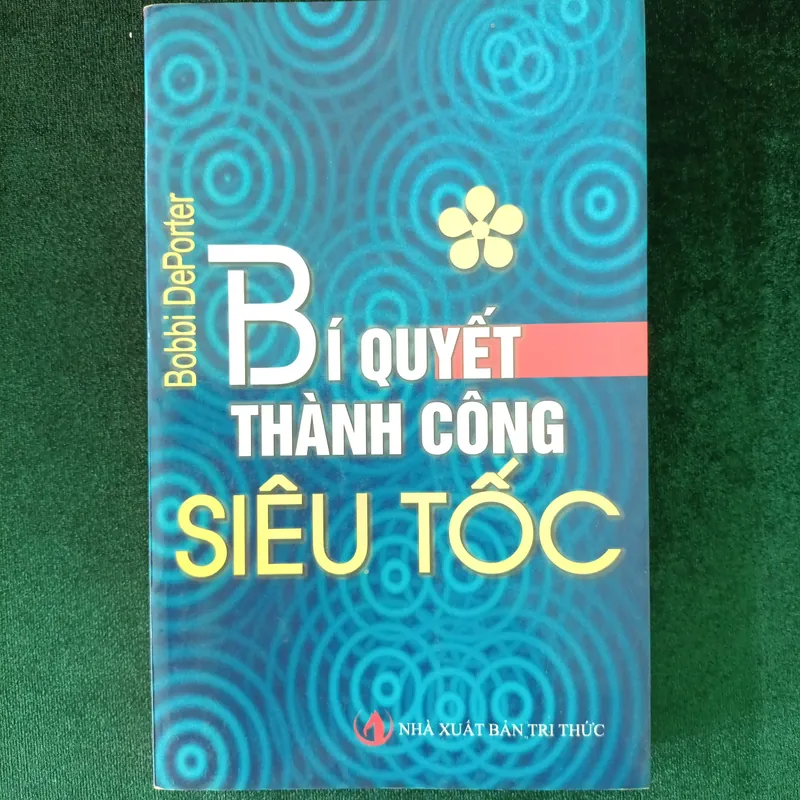 Bobbi DePorter
BÍ QUYẾT
THÀNH CÔNG
SIÊU TỐC
NHÀ XUẤT BẢN TRI THỨC